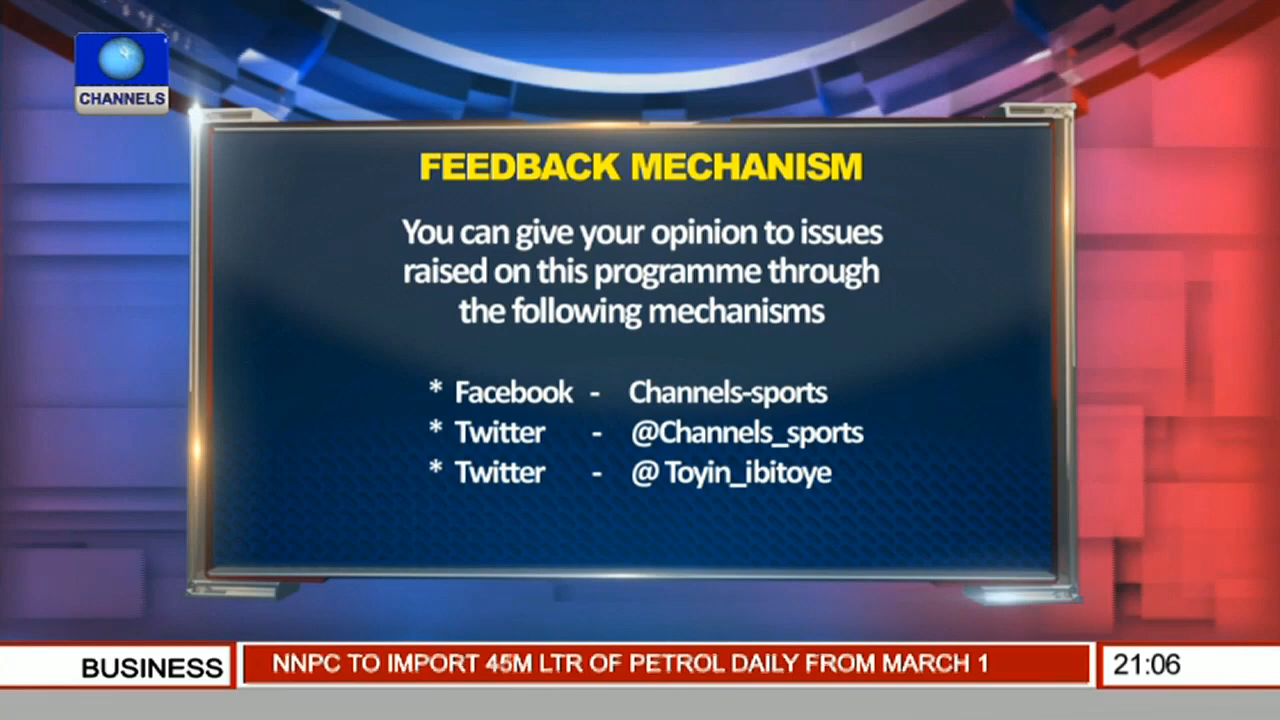 CHANNELS
FEEDBACK MECHANISM
You can give your opinion to issues
raised on this programme through
the following mechanisms
* Facebook - Channels-sports
* Twitter - @Channels_sports
* Twitter - @ Toyin_ibitoye
BUSINESS
NNPC TO IMPORT 45M LTR OF PETROL DAILY FROM MARCH 1
21:06